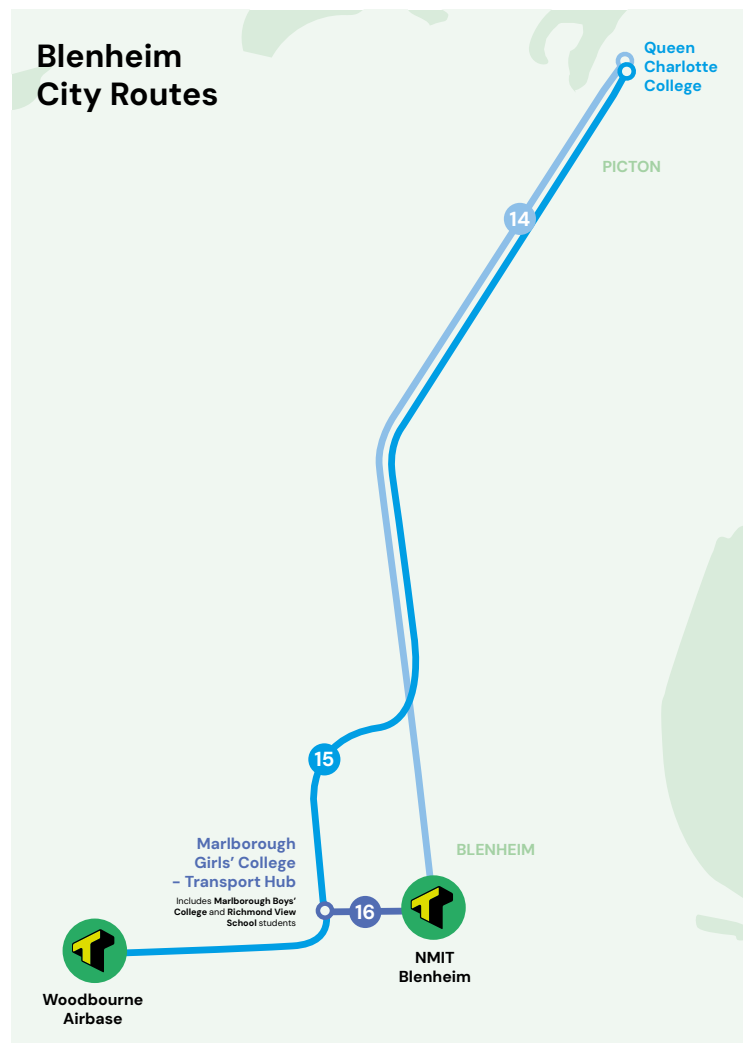 Blenheim
City Routes
Queen
Charlotte
College
PICTON
14
15
Marlborough
Girls’ College
– Transport Hub
Includes Marlborough Boys’
College and Richmond View
School students
BLENHEIM
16
NMIT
Blenheim
Woodbourne
Airbase